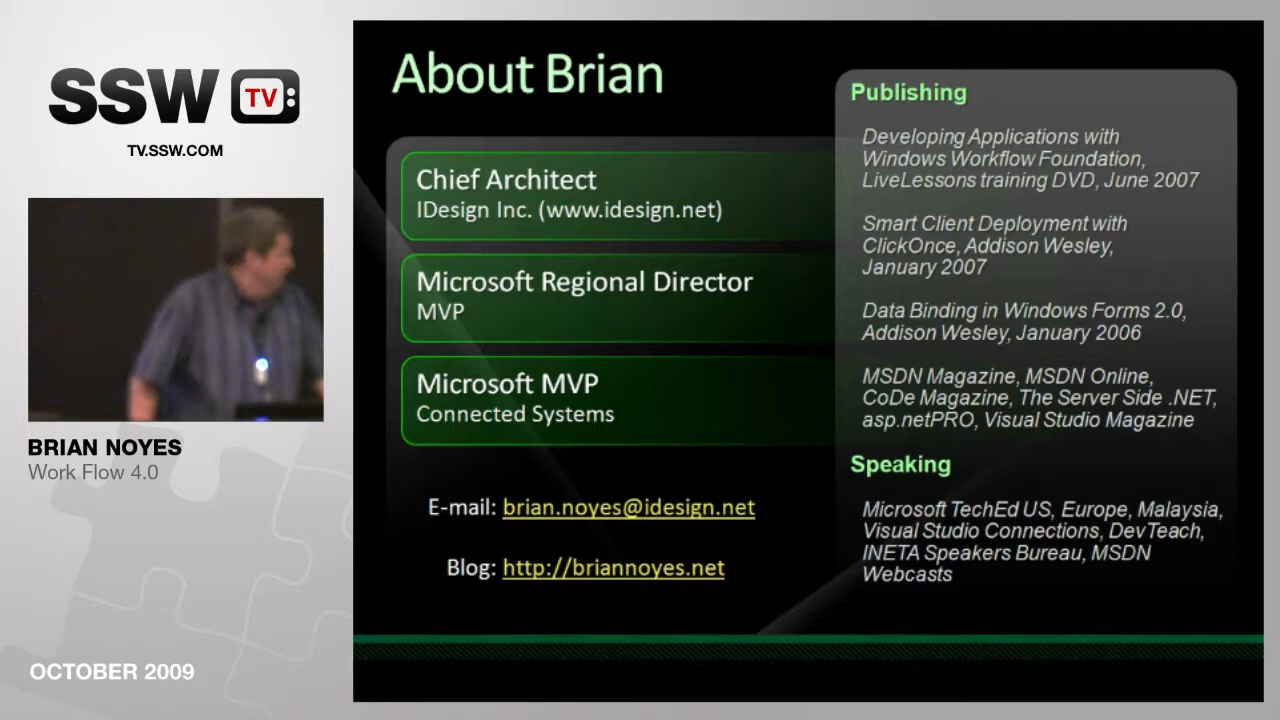 SSW TV:
TV.SSW.COM
BRIAN NOYES
Work Flow 4.0
OCTOBER 2009
About Brian
Chief Architect
IDesign Inc. (www.idesign.net)
Microsoft Regional Director
MVP
Microsoft MVP
Connected Systems
E-mail: brian.noyes@idesign.net
Blog: http://briannoyes.net
Publishing
Developing Applications with
Windows Workflow Foundation,
LiveLessons training DVD, June 2007
Smart Client Deployment with
ClickOnce, Addison Wesley,
January 2007
Data Binding in Windows Forms 2.0,
Addison Wesley, January 2006
MSDN Magazine, MSDN Online,
CoDe Magazine, The Server Side .NET,
asp.netPRO, Visual Studio Magazine
Speaking
Microsoft TechEd US, Europe, Malaysia,
Visual Studio Connections, DevTeach,
INETA Speakers Bureau, MSDN
Webcasts